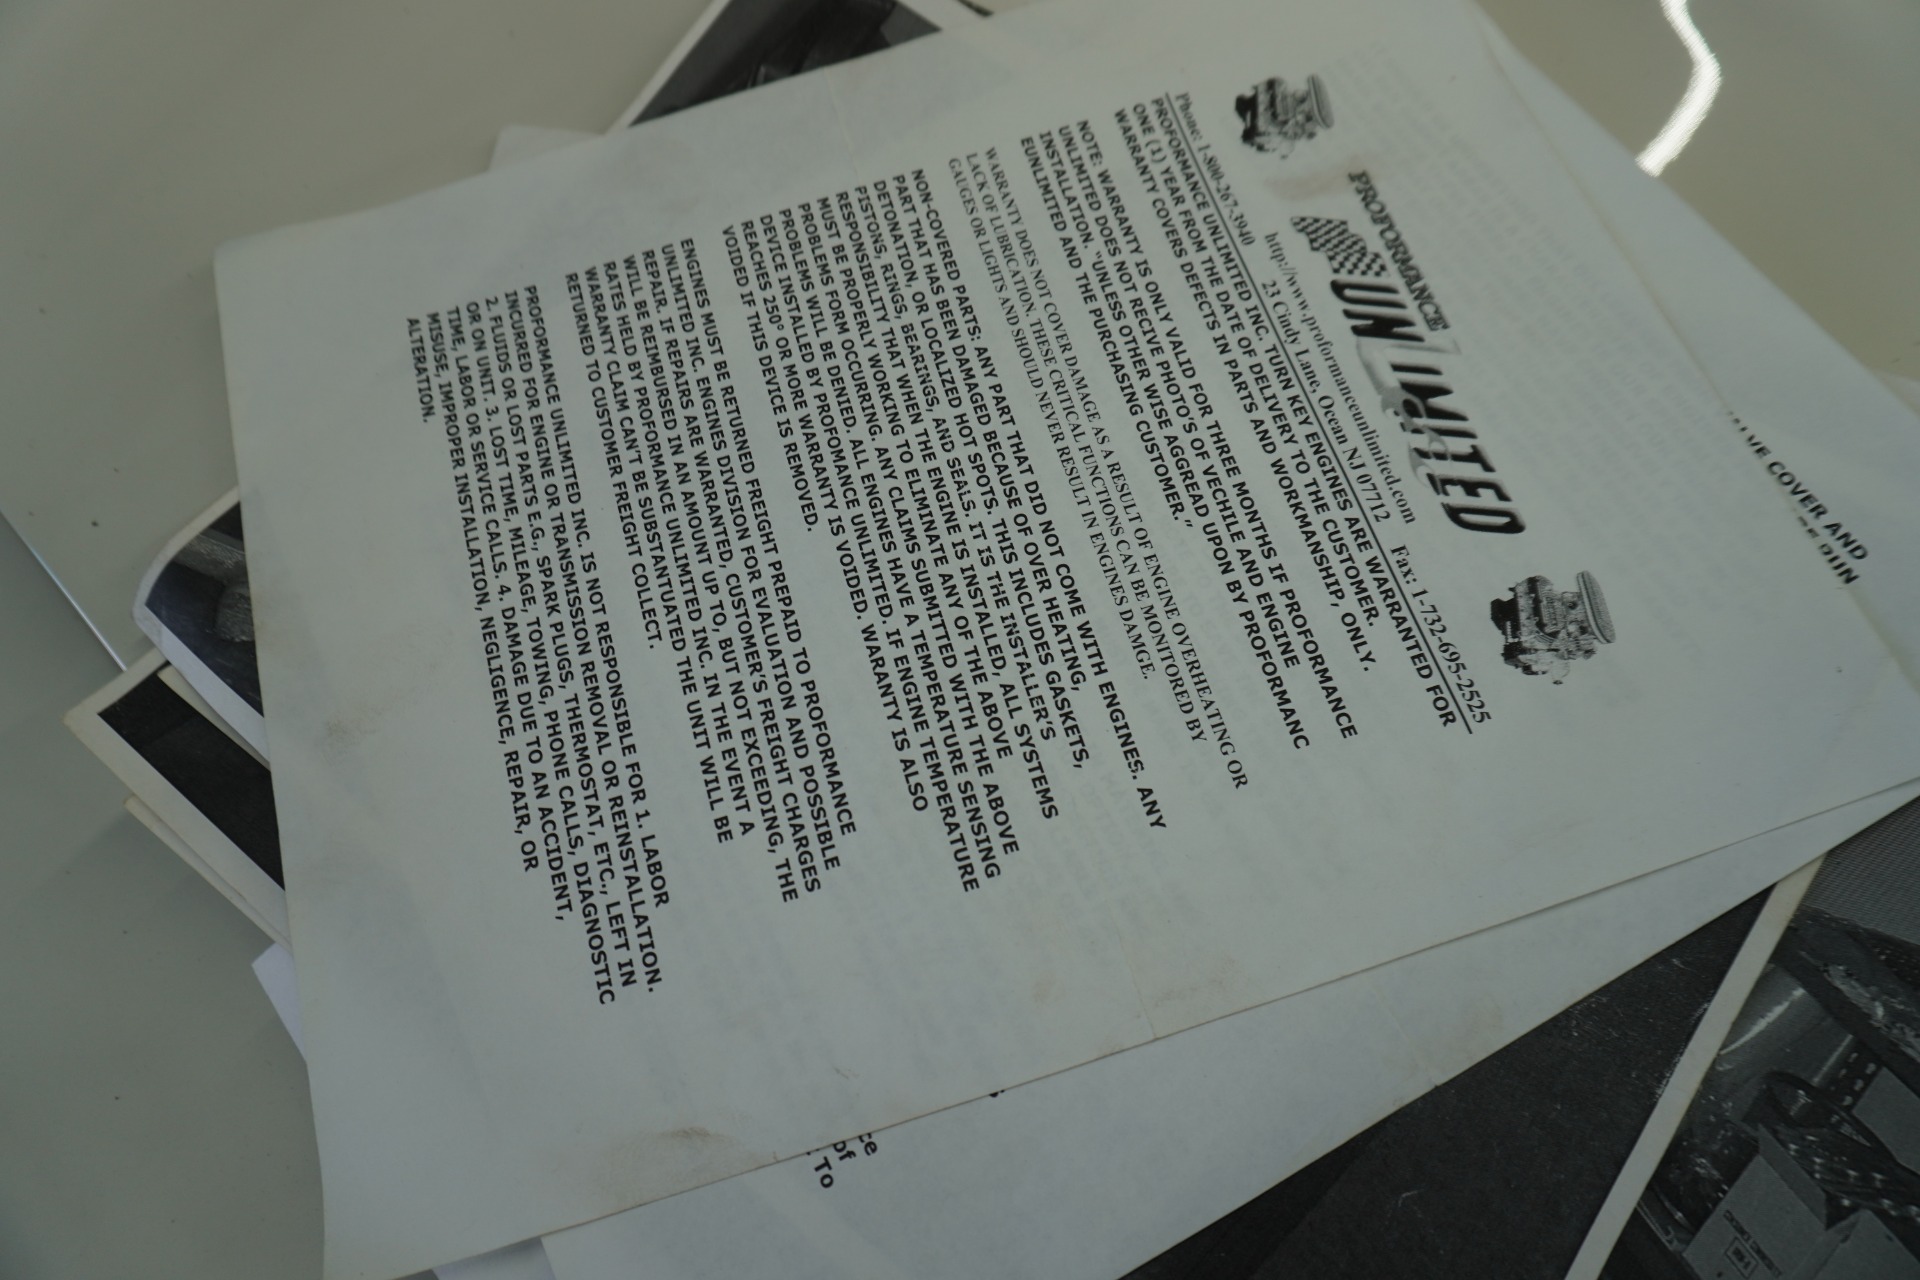 PROFORMANCE
UNLIMITED
http://www.proformanceunlimited.com
23 Cindy Lane, Ocean NJ 07712
Phone: 1-800-267-3940 Fax: 1-732-695-2525
PROFORMANCE UNLIMITED INC. TURN KEY ENGINES ARE WARRANTED FOR
ONE (1) YEAR FROM THE DATE OF DELIVERY TO THE CUSTOMER.
WARRANTY COVERS DEFECTS IN PARTS AND WORKMANSHIP, ONLY.
NOTE: WARRANTY IS ONLY VALID FOR THREE MONTHS IF PROFORMANCE
UNLIMITED DOES NOT RECIVE PHOTO'S OF VECHILE AND ENGINE
INSTALLATION. "UNLESS OTHER WISE AGGREAD UPON BY PROFORMANC
EUNLIMITED AND THE PURCHASING CUSTOMER."
WARRANTY DOES NOT COVER DAMAGE AS A RESULT OF ENGINE OVERHEATING OR
LACK OF LUBRICATION. THESE CRITICAL FUNCTIONS CAN BE MONITORED BY
GAUGES OR LIGHTS AND SHOULD NEVER RESULT IN ENGINES DAMGE.
NON-COVERED PARTS: ANY PART THAT DID NOT COME WITH ENGINES. ANY
PART THAT HAS BEEN DAMAGED BECAUSE OF OVER HEATING,
DETONATION, OR LOCALIZED HOT SPOTS. THIS INCLUDES GASKETS,
PISTONS, RINGS, BEARINGS, AND SEALS. IT IS THE INSTALLER'S
RESPONSIBILITY THAT WHEN THE ENGINE IS INSTALLED, ALL SYSTEMS
MUST BE PROPERLY WORKING TO ELIMINATE ANY OF THE ABOVE
PROBLEMS FORM OCCURING. ANY CLAIMS SUBMITTED WITH THE ABOVE
PROBLEMS WILL BE DENIED. ALL ENGINES HAVE A TEMPERATURE SENSING
DEVICE INSTALLED BY PROFOMANCE UNLIMITED. IF ENGINE TEMPERATURE
REACHES 250° OR MORE WARRANTY IS VOIDED. WARRANTY IS ALSO
VOIDED IF THIS DEVICE IS REMOVED.
ENGINES MUST BE RETURNED FREIGHT PREPAID TO PROFORMANCE
UNLIMITED INC. ENGINES DIVISION FOR EVALUATION AND POSSIBLE
REPAIR. IF REPAIRS ARE WARRANTED, CUSTOMER'S FREIGHT CHARGES
WILL BE REIMBURSED IN AN AMOUNT UP TO, BUT NOT EXCEEDING, THE
RATES HELD BY PROFORMANCE UNLIMITED INC. IN THE EVENT A
WARRANTY CLAIM CAN'T BE SUBSTANTUATED THE UNIT WILL BE
RETURNED TO CUSTOMER FREIGHT COLLECT.
PROFORMANCE UNLIMITED INC. IS NOT RESPONSIBLE FOR 1. LABOR
INCURRED FOR ENGINE OR TRANSMISSION REMOVAL OR REINSTALLATION.
2. FLUIDS OR LOST PARTS E.G., SPARK PLUGS, THERMOSTAT, ETC., LEFT IN
OR ON UNIT. 3. LOST TIME, MILEAGE, TOWING, PHONE CALLS, DIAGNOSTIC
TIME, LABOR OR SERVICE CALLS. 4. DAMAGE DUE TO AN ACCIDENT,
MISUSE, IMPROPER INSTALLATION, NEGLIGENCE, REPAIR, OR
ALTERATION.
COVER AND
of
To